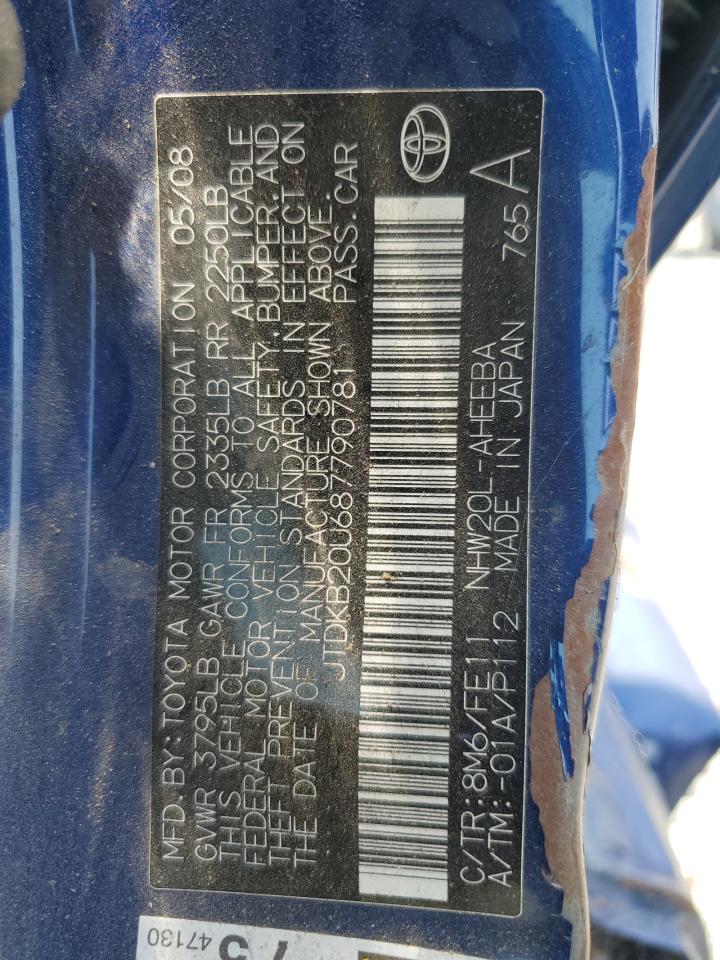 MFD. BY: TOYOTA MOTOR CORPORATION 05/08
GVWR 3795LB GAWR FR 2335LB RR 2250LB
THIS VEHICLE CONFORMS TO ALL APPLICABLE
FEDERAL MOTOR VEHICLE SAFETY, BUMPER, AND
THEFT PREVENTION STANDARDS IN EFFECT ON
THE DATE OF MANUFACTURE SHOWN ABOVE.
JTDKB20U687790781 PASS. CAR
C/TR: 8M6/FE11 NHW20L-AHEEBA 765
A/TM:-01A/P112 MADE IN JAPAN A
47130